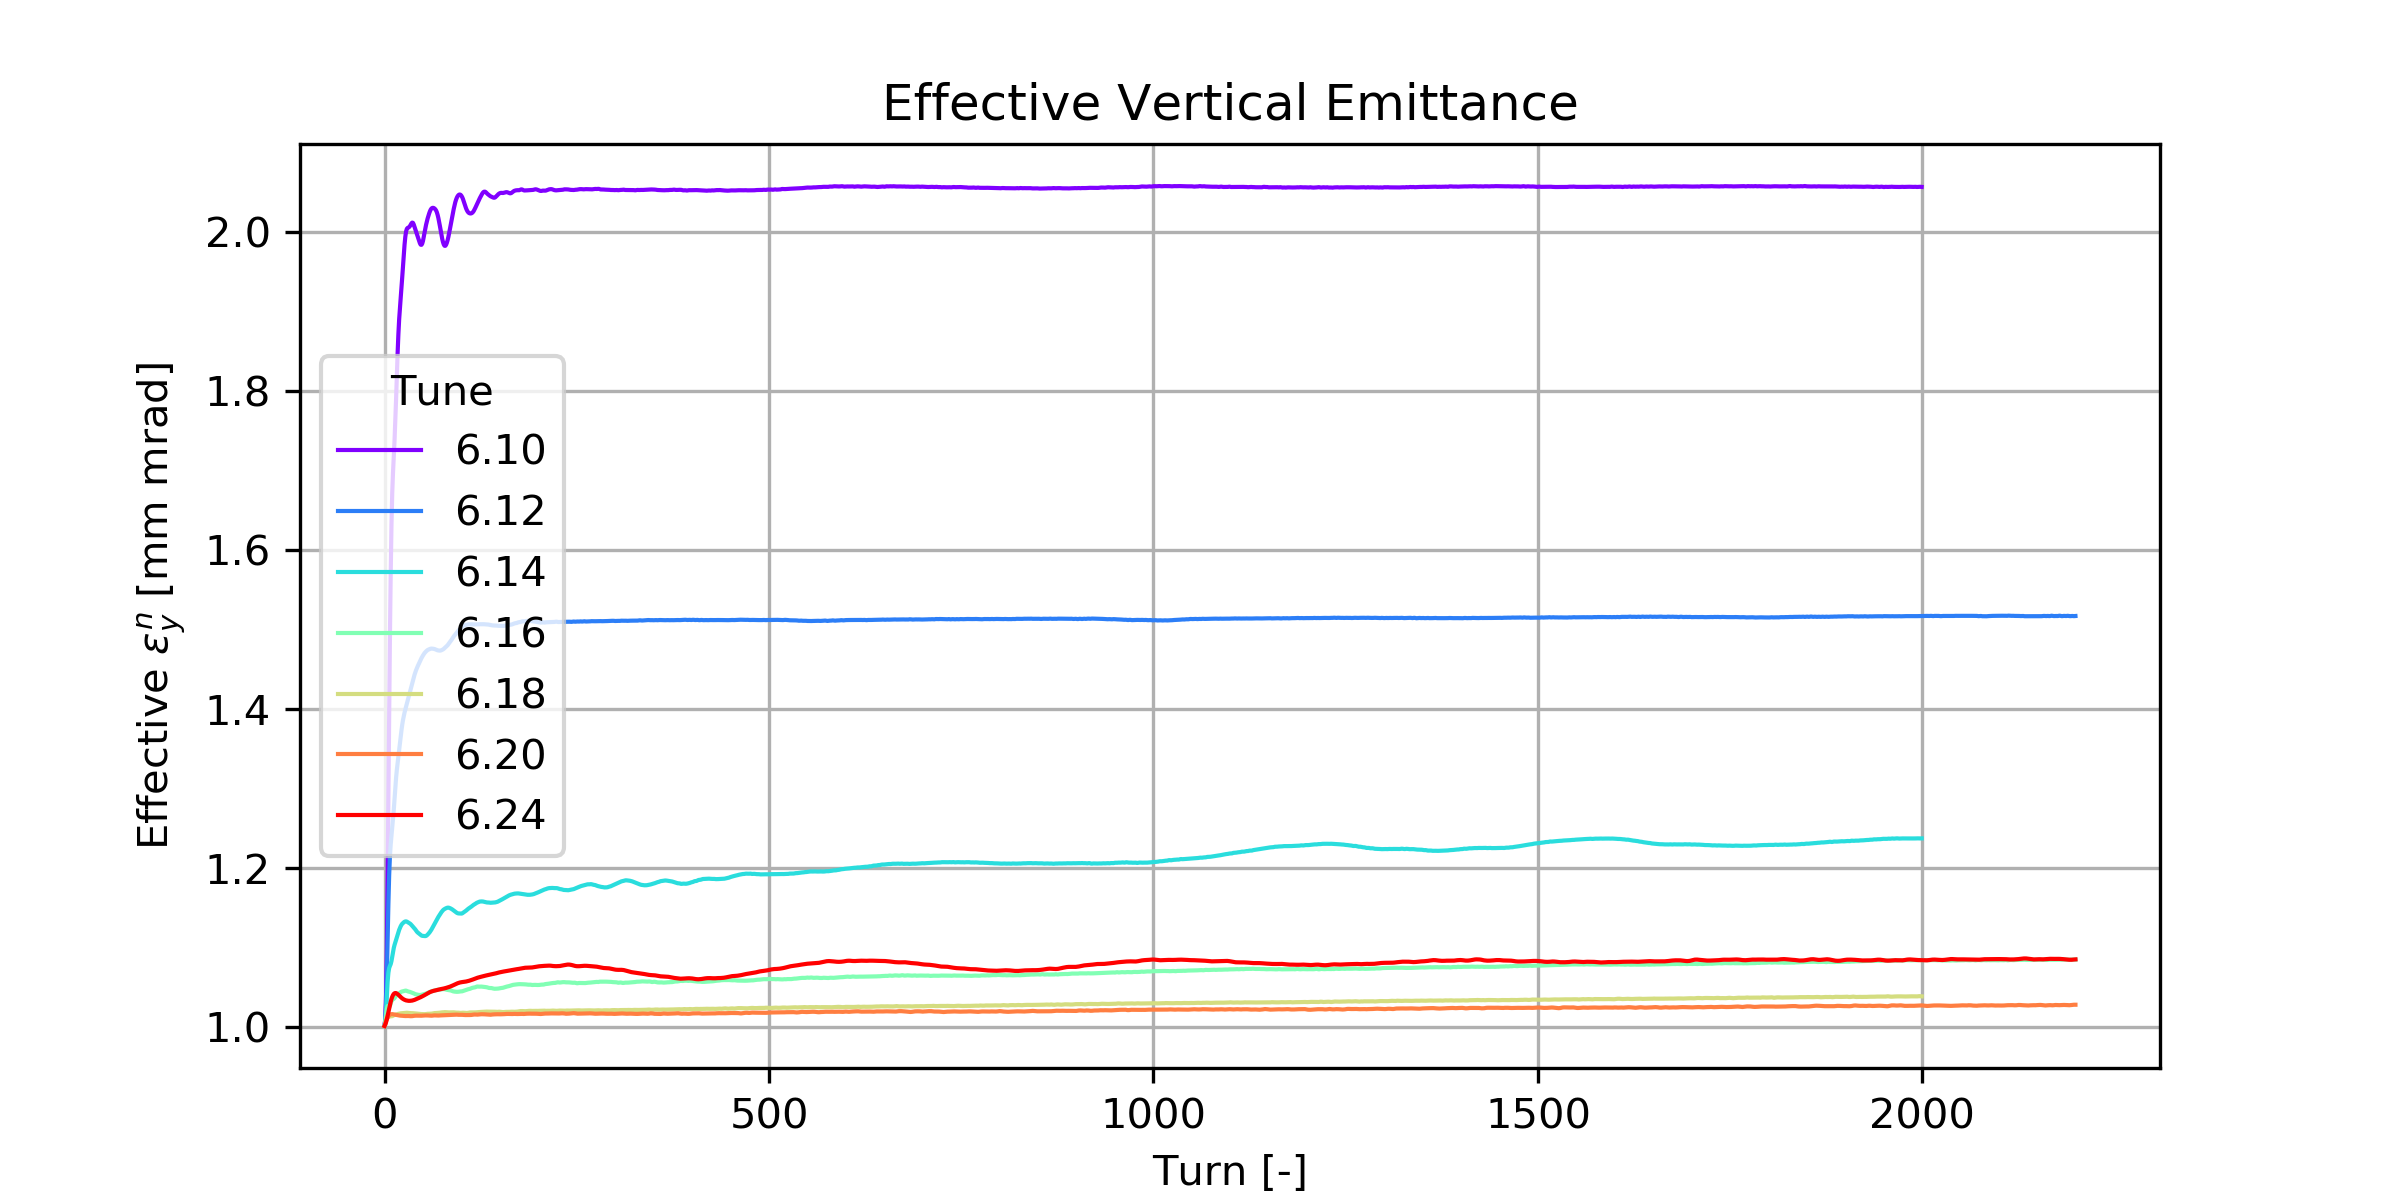 Effective Vertical Emittance
Effective εₙʸ [mm mrad]
2.0
1.8
1.6
1.4
1.2
1.0
Tune
6.10
6.12
6.14
6.16
6.18
6.20
6.24
0 500 1000 1500 2000
Turn [-]